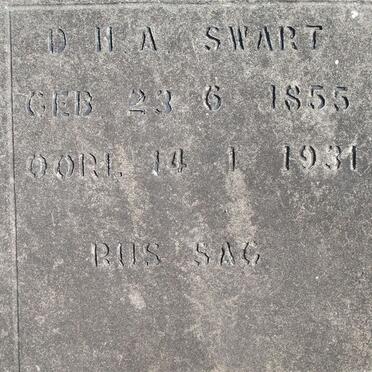 D H A SWART
GEB 23 6 1855
OORL 14 1 1931
RUS SAG